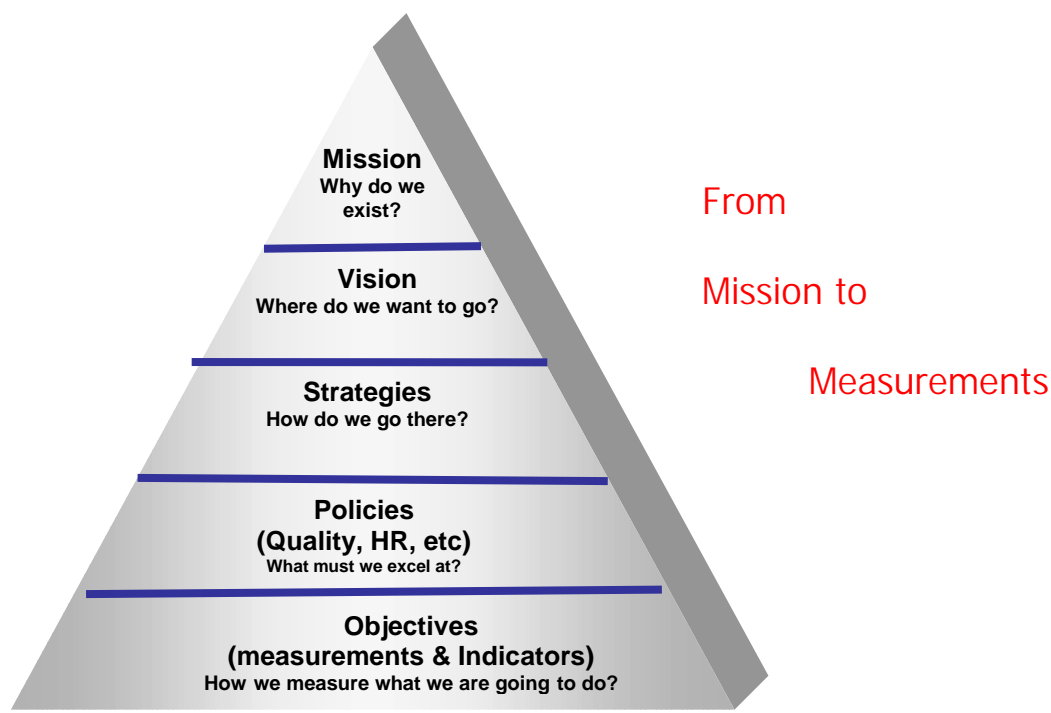 Mission
Why do we
exist?
Vision
Where do we want to go?
Strategies
How do we go there?
Policies
(Quality, HR, etc)
What must we excel at?
Objectives
(measurements & Indicators)
How we measure what we are going to do?
From
Mission to
Measurements